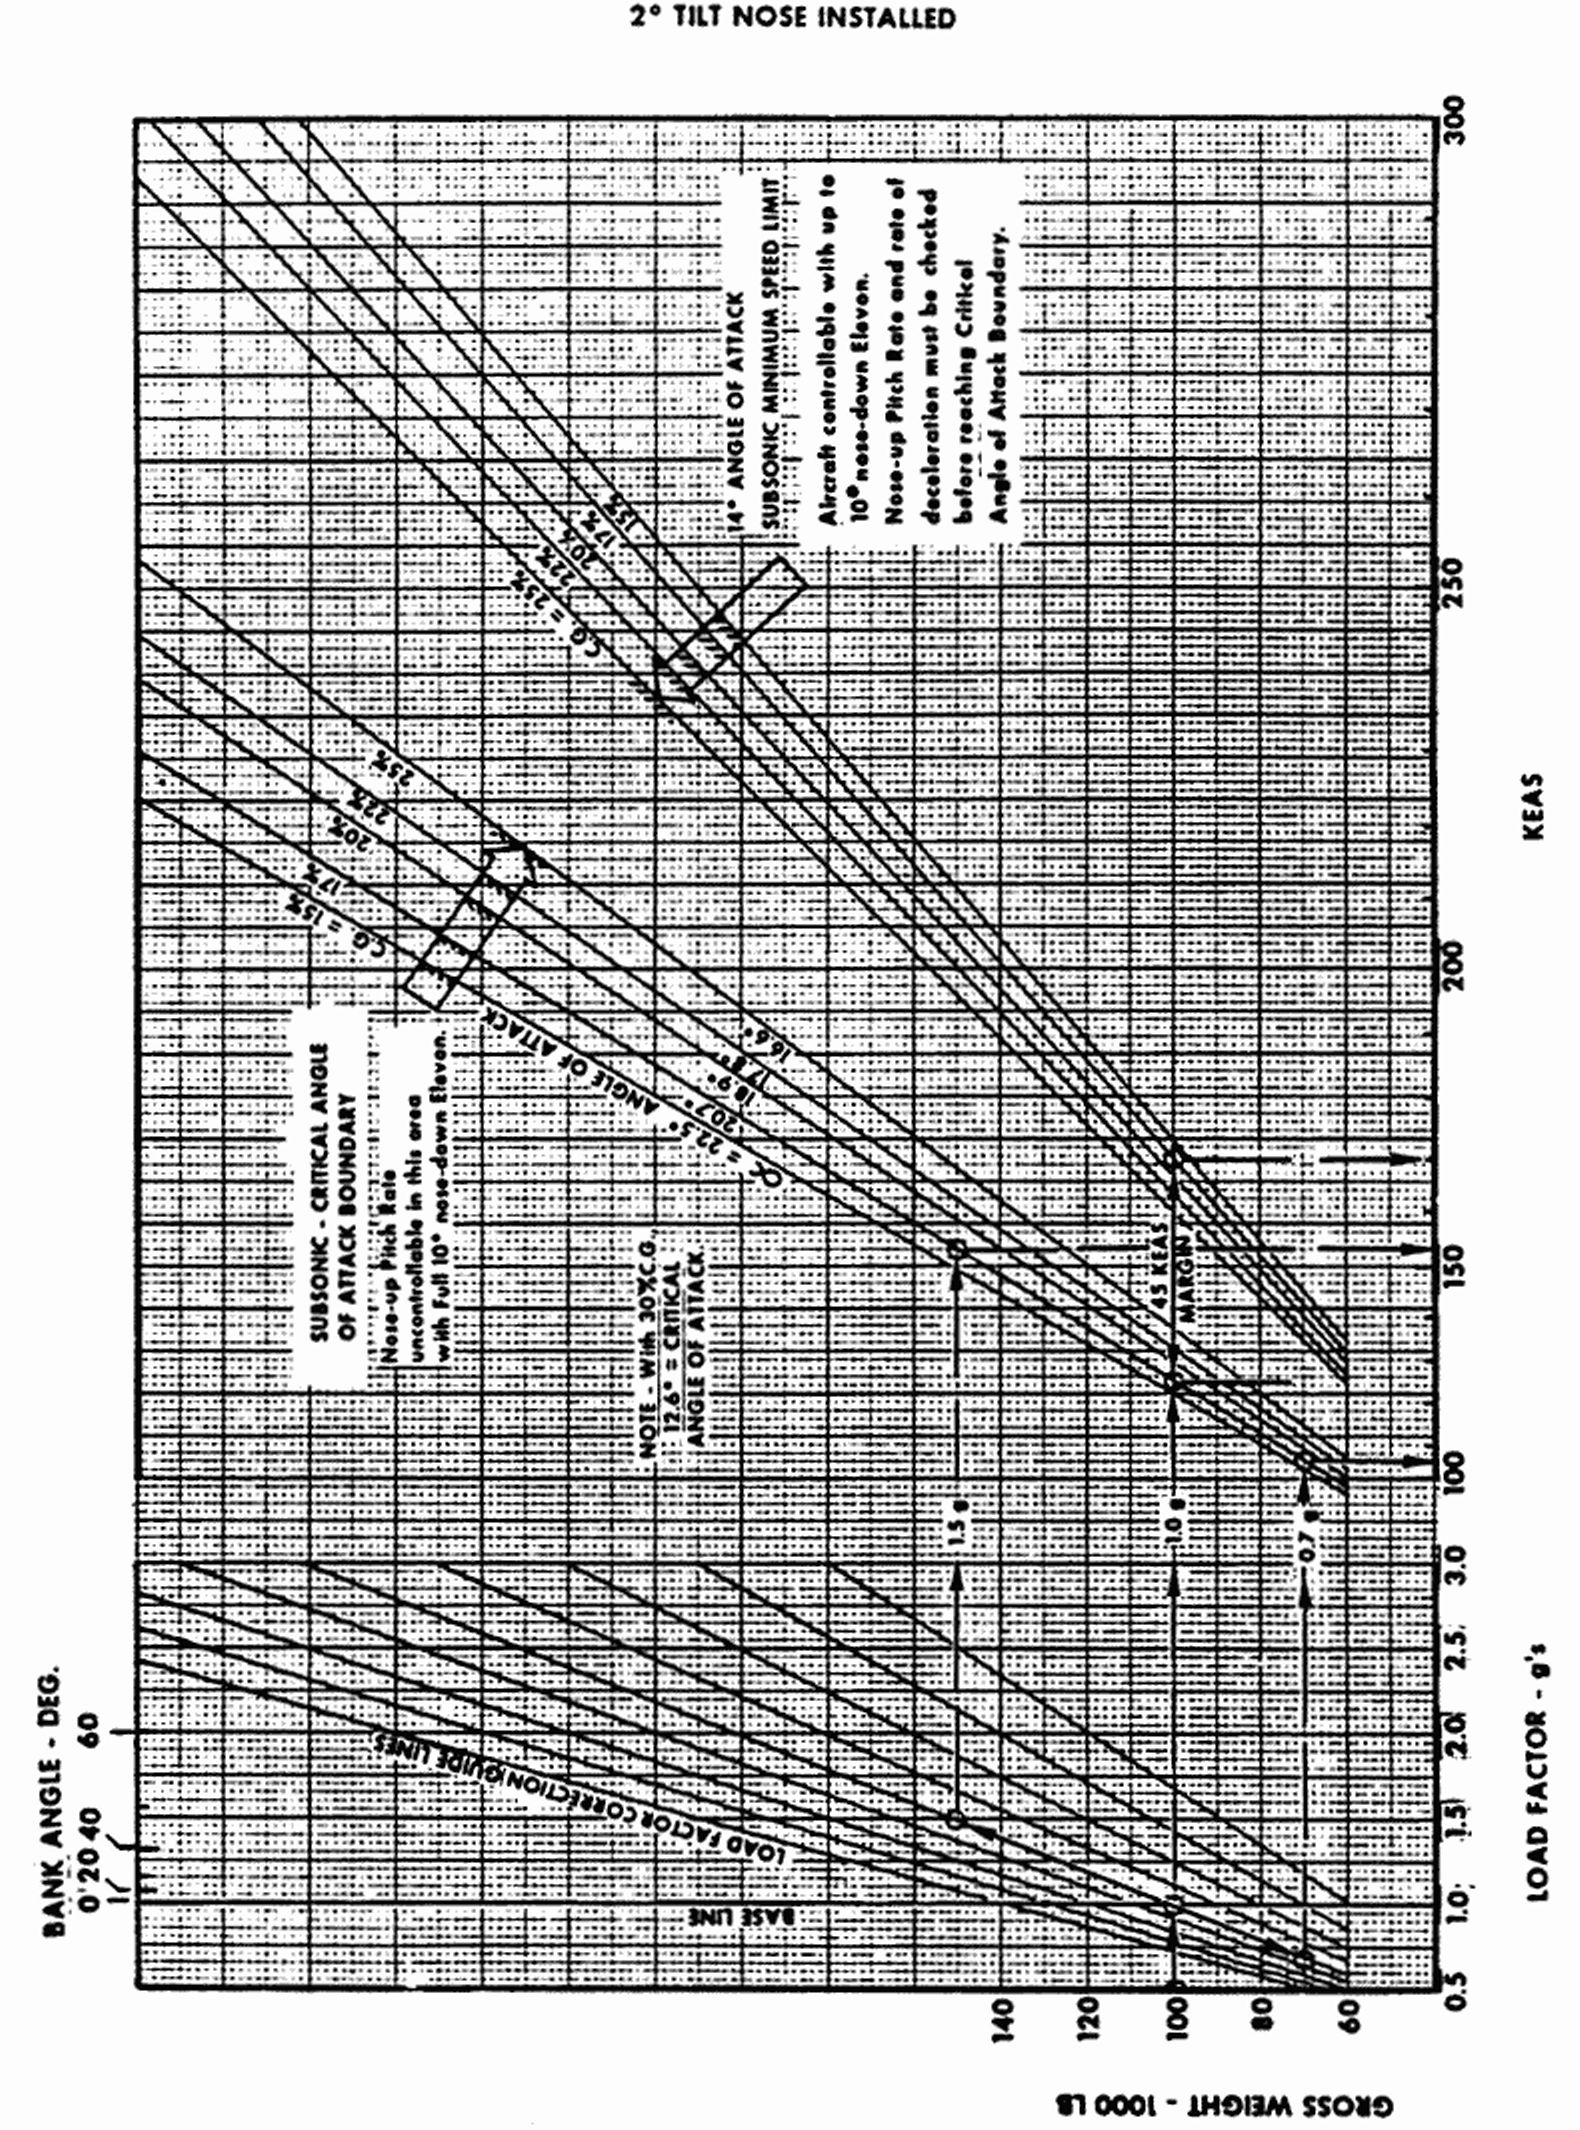 2° TILT NOSE INSTALLED
BANK ANGLE - DEG.
0 20 40 60
BASE LINE
LOAD FACTOR CORRECTION GUIDE LINES
SUBSONIC - CRITICAL ANGLE
OF ATTACK BOUNDARY
Nose-up Pitch Rate
uncontrollable in this area
with Full 10° nose-down Elevon.
C.G. = 15%
17%
20%
22%
25%
α = 22.5° ANGLE OF ATTACK
20.7°
18.9°
17.8°
16.6°
NOTE - With 30%C.G.,
12.6° = CRITICAL
ANGLE OF ATTACK
C.G. = 25%
22%
20%
17%
15%
14° ANGLE OF ATTACK
SUBSONIC MINIMUM SPEED LIMIT
Aircraft controllable with up to
10° nose-down Elevon.
Nose-up Pitch Rate and rate of
deceleration must be checked
before reaching Critical
Angle of Attack Boundary.
1.5 g
1.0 g
0.7 g
45 KEAS
MARGIN
140
120
100
80
60
GROSS WEIGHT - 1000 LB
0.5 1.0 1.5 2.0 2.5 3.0
LOAD FACTOR - g's
100 150 200 250 300
KEAS